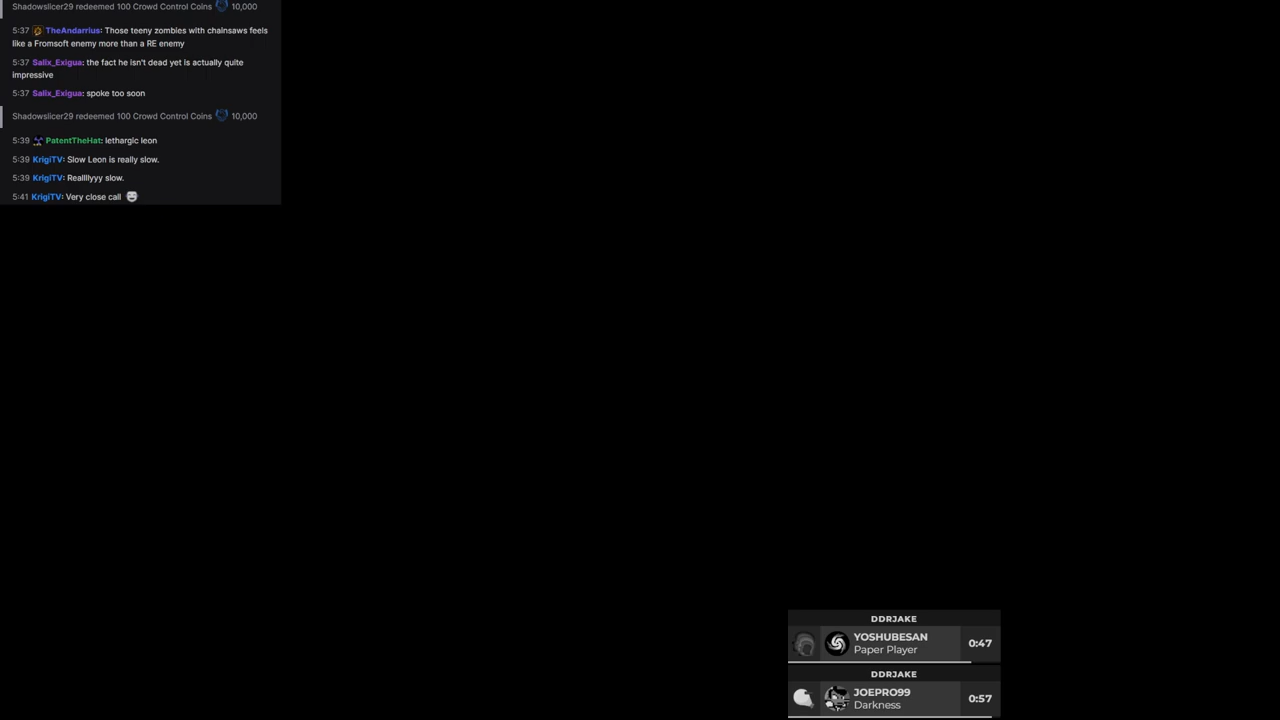 Shadowslicer29 redeemed 100 Crowd Control Coins 10,000
5:37 TheAndarrius: Those teeny zombies with chainsaws feels
like a Fromsoft enemy more than a RE enemy
5:37 Salix_Exigua: the fact he isn't dead yet is actually quite
impressive
5:37 Salix_Exigua: spoke too soon
Shadowslicer29 redeemed 100 Crowd Control Coins 10,000
5:39 PatentTheHat: lethargic leon
5:39 KrigiTV: Slow Leon is really slow.
5:39 KrigiTV: Reallllyyy slow.
5:41 KrigiTV: Very close call
DDRJAKE
YOSHUBESAN
Paper Player
0:47
DDRJAKE
JOEPRO99
Darkness
0:57